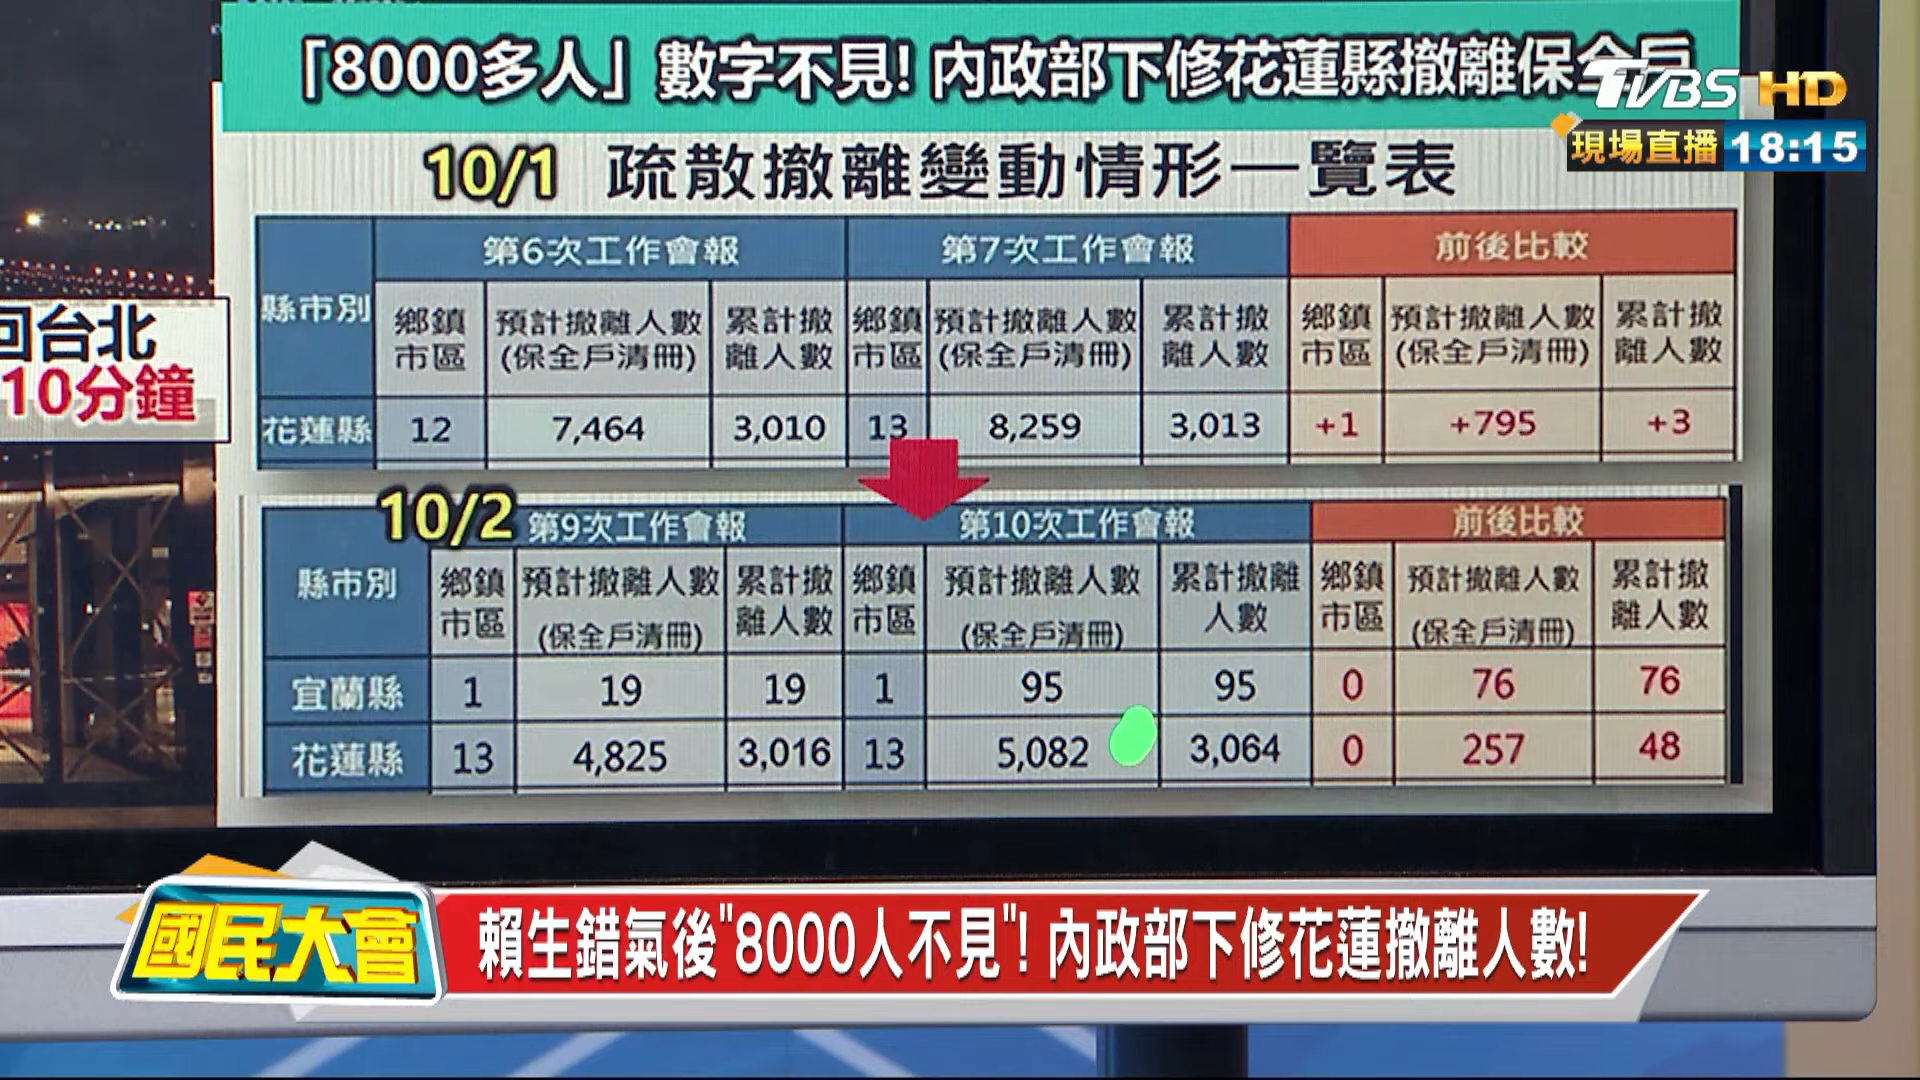 「8000多人」數字不見!內政部下修花蓮縣撤離保全戶
TVBS HD
現場直播 18:15
10/1 疏散撤離變動情形一覽表
縣市別 第6次工作會報 第7次工作會報 前後比較
鄉鎮市區 預計撤離人數(保全戶清冊) 累計撤離人數 鄉鎮市區 預計撤離人數(保全戶清冊) 累計撤離人數 鄉鎮市區 預計撤離人數(保全戶清冊) 累計撤離人數
花蓮縣 12 7,464 3,010 13 8,259 3,013 +1 +795 +3
回台北
10分鐘
10/2
縣市別 第9次工作會報 第10次工作會報 前後比較
鄉鎮市區 預計撤離人數(保全戶清冊) 累計撤離人數 鄉鎮市區 預計撤離人數(保全戶清冊) 累計撤離人數 鄉鎮市區 預計撤離人數(保全戶清冊) 累計撤離人數
宜蘭縣 1 19 19 1 95 95 0 76 76
花蓮縣 13 4,825 3,016 13 5,082 3,064 0 257 48
國民大會
賴生錯氣後"8000人不見"!內政部下修花蓮撤離人數!